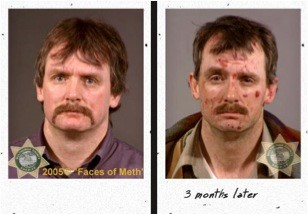 2005 "Faces of Meth"
3 months later